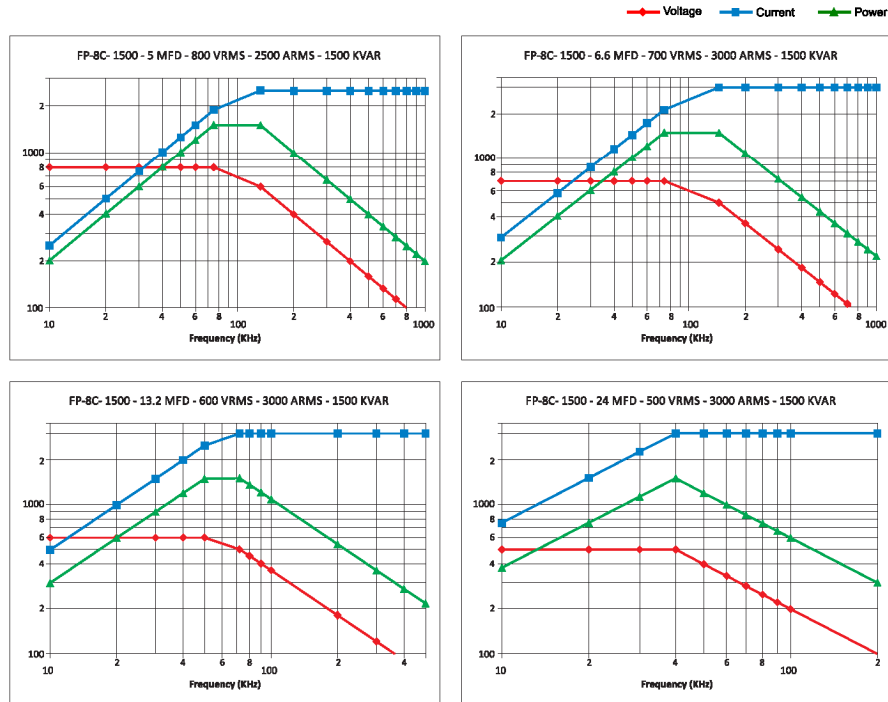 Voltage Current Power
FP-8C- 1500 - 5 MFD - 800 VRMS - 2500 ARMS - 1500 KVAR
2
1000
8
6
4
2
100
10 2 4 6 8 100 2 4 6 8 1000
Frequency (KHz)
FP-8C- 1500 - 6.6 MFD - 700 VRMS - 3000 ARMS - 1500 KVAR
2
1000
8
6
4
2
100
10 2 4 6 8 100 2 4 6 8 1000
Frequency (KHz)
FP-8C- 1500 - 13.2 MFD - 600 VRMS - 3000 ARMS - 1500 KVAR
2
1000
8
6
4
2
100
10 2 4 6 8 100 2 4
Frequency (KHz)
FP-8C- 1500 - 24 MFD - 500 VRMS - 3000 ARMS - 1500 KVAR
2
1000
8
6
4
2
100
10 2 4 6 8 100 2
Frequency (KHz)